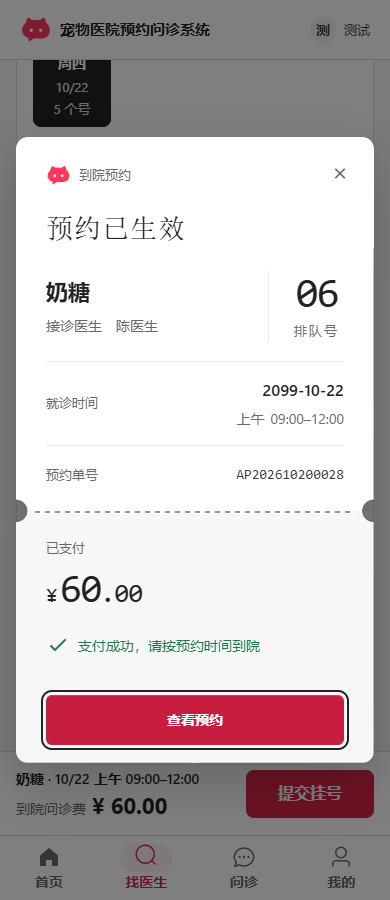 宠物医院预约问诊系统
测 测试
周四
10/22
5 个号
到院预约
×
预约已生效
奶糖
接诊医生 陈医生
06
排队号
就诊时间
2099-10-22
上午 09:00–12:00
预约单号
AP202610200028
已支付
¥60.00
支付成功，请按预约时间到院
查看预约
奶糖 · 10/22 上午 09:00–12:00
到院问诊费 ¥ 60.00
提交挂号
首页
找医生
问诊
我的